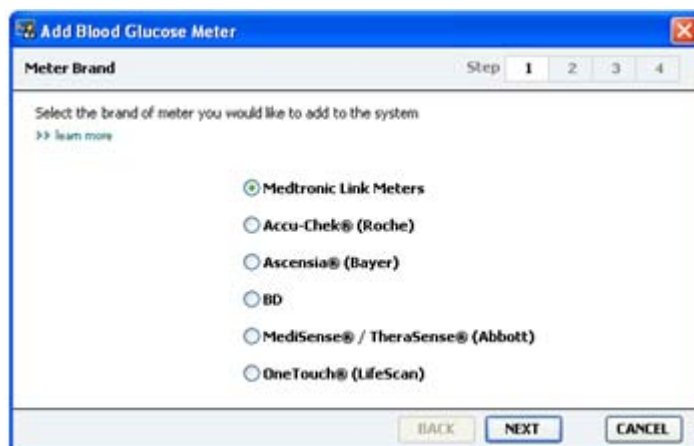 Add Blood Glucose Meter
Meter Brand Step 1 2 3 4
Select the brand of meter you would like to add to the system
>> learn more
Medtronic Link Meters
Accu-Chek® (Roche)
Ascensia® (Bayer)
BD
MediSense® / TheraSense® (Abbott)
OneTouch® (LifeScan)
BACK NEXT CANCEL